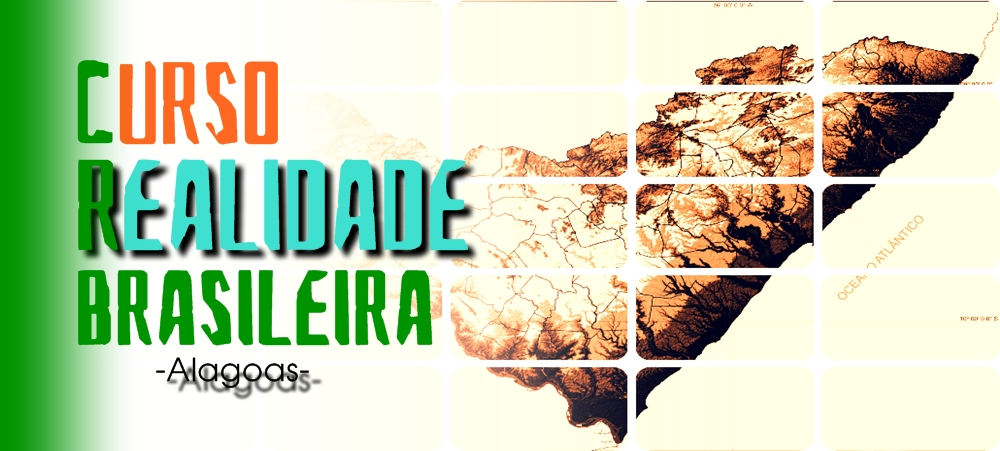 CURSO
REALIDADE
BRASILEIRA
-Alagoas-
OCEANO ATLÂNTICO